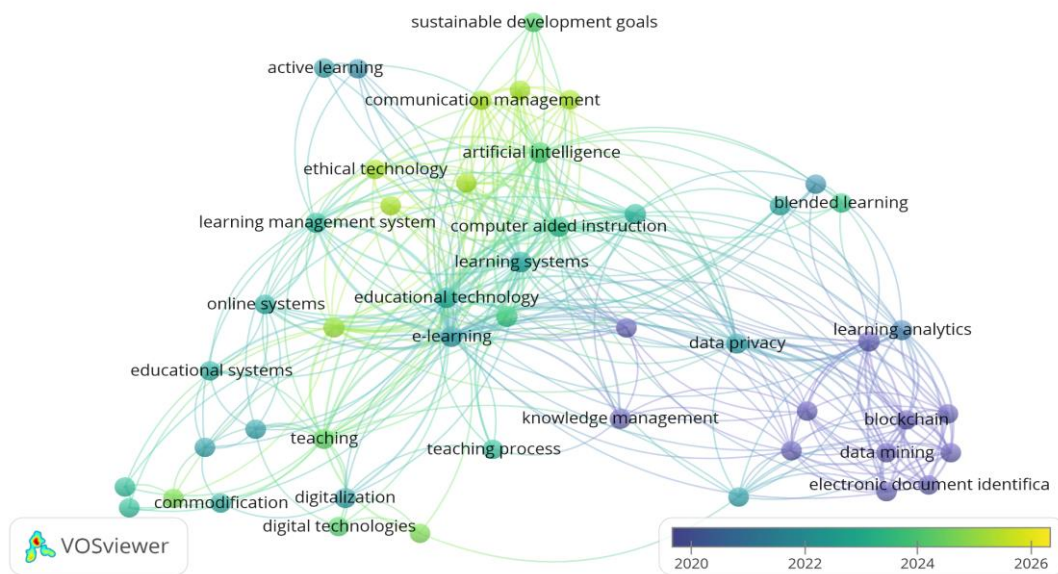 sustainable development goals
active learning
communication management
artificial intelligence
ethical technology
blended learning
learning management system
computer aided instruction
learning systems
educational technology
online systems
e-learning
learning analytics
data privacy
educational systems
knowledge management
blockchain
teaching
teaching process
data mining
electronic document identifica
commodification
digitalization
digital technologies
VOSviewer
2020 2022 2024 2026